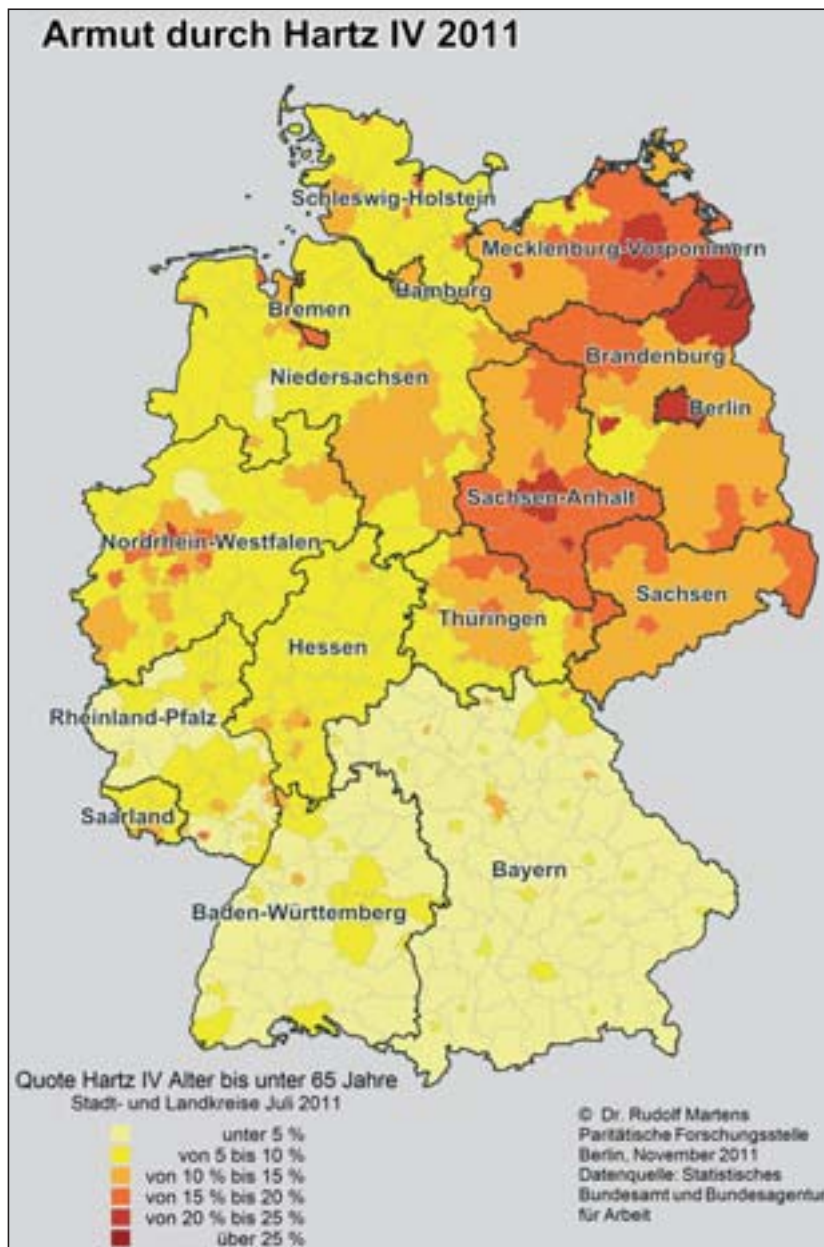 Armut durch Hartz IV 2011
Schleswig-Holstein
Mecklenburg-Vorpommern
Hamburg
Bremen
Brandenburg
Niedersachsen
Berlin
Sachsen-Anhalt
Nordrhein-Westfalen
Sachsen
Thüringen
Hessen
Rheinland-Pfalz
Saarland
Bayern
Baden-Württemberg
Quote Hartz IV Alter bis unter 65 Jahre
Stadt- und Landkreise Juli 2011
unter 5 %
von 5 bis 10 %
von 10 % bis 15 %
von 15 % bis 20 %
von 20 % bis 25 %
über 25 %
© Dr. Rudolf Martens
Paritätische Forschungsstelle
Berlin, November 2011
Datenquelle: Statistisches
Bundesamt und Bundesagentur
für Arbeit